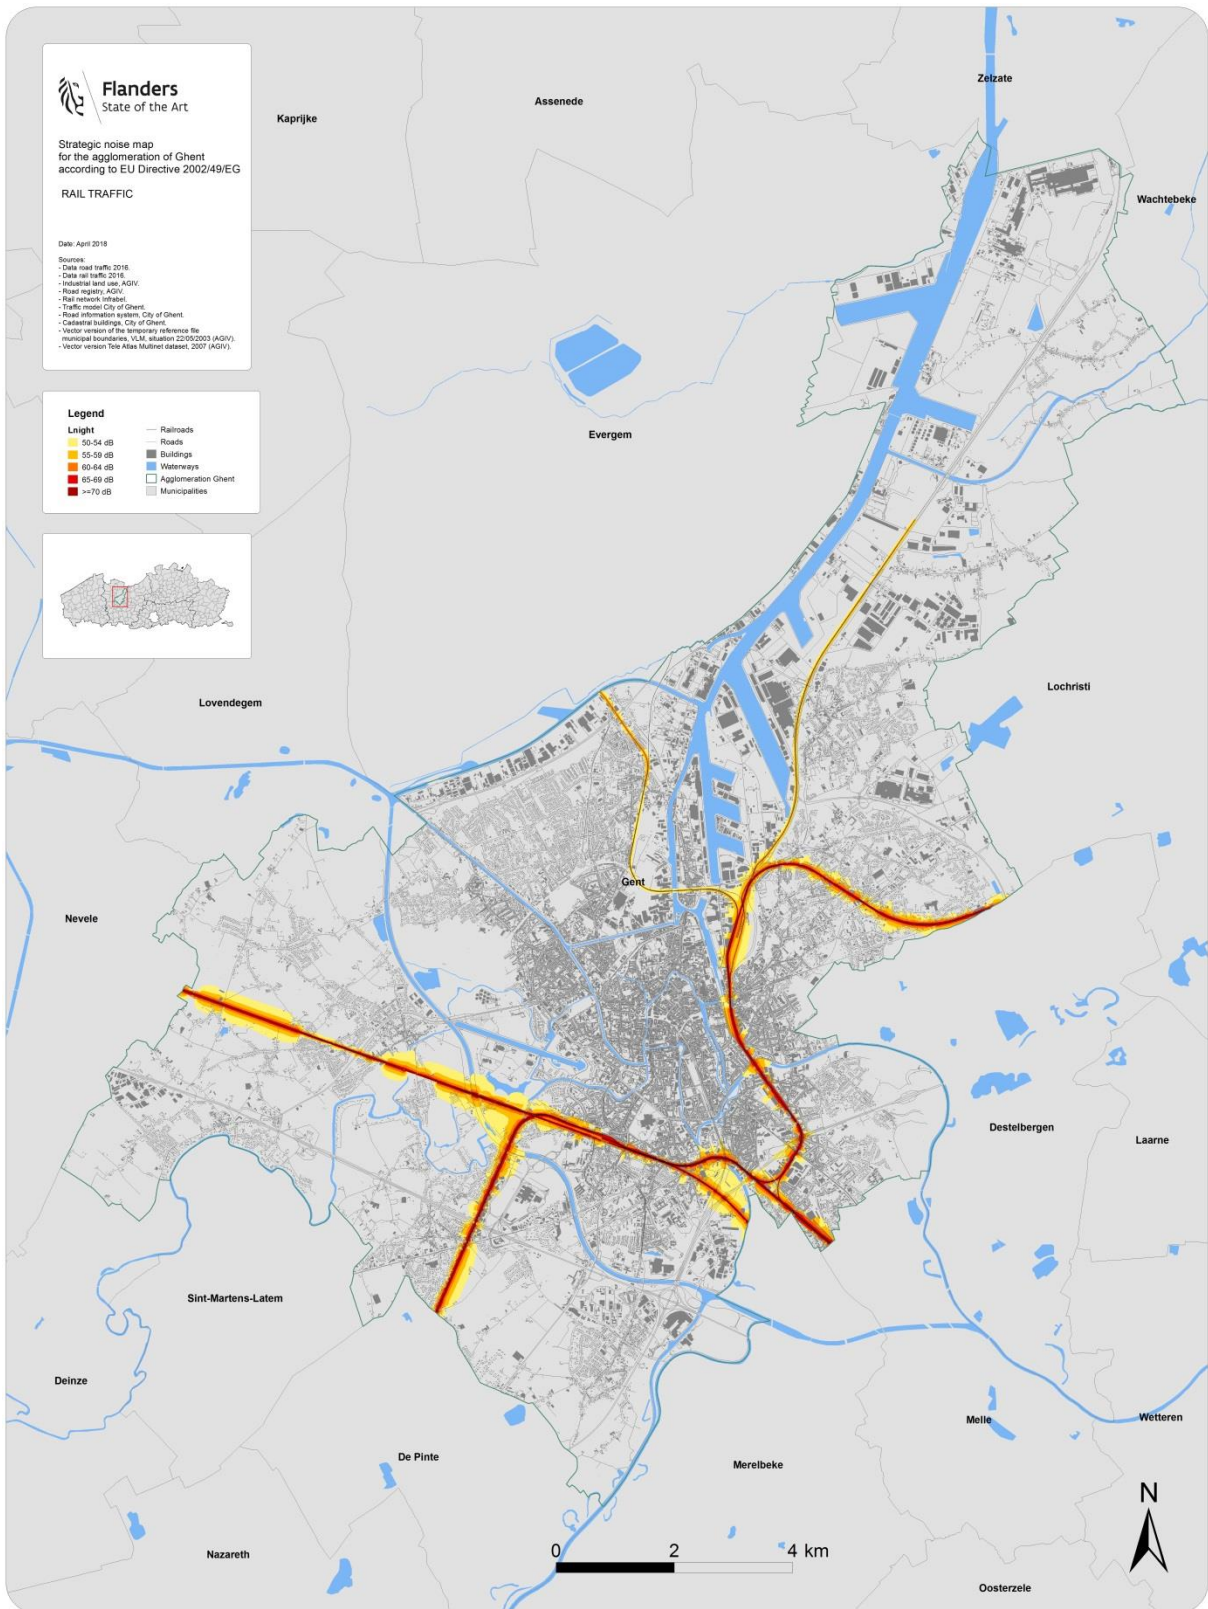 Flanders
State of the Art
Strategic noise map
for the agglomeration of Ghent
according to EU Directive 2002/49/EG
RAIL TRAFFIC
Date: April 2018
Sources:
- Data road traffic 2016.
- Data rail traffic 2016.
- Industrial land use, AGIV.
- Road registry, AGIV.
- Rail network Infrabel.
- Traffic model City of Ghent.
- Road information system, City of Ghent.
- Cadastral buildings, City of Ghent.
- Vector version of the temporary reference file
municipal boundaries, VLM, situation 22/05/2003 (AGIV).
- Vector version Tele Atlas Multinet dataset, 2007 (AGIV).
Legend
Lnight
50-54 dB
55-59 dB
60-64 dB
65-69 dB
>=70 dB
Railroads
Roads
Buildings
Waterways
Agglomeration Ghent
Municipalities
Zelzate
Assenede
Kaprijke
Wachtebeke
Evergem
Lochristi
Lovendegem
Gent
Nevele
Destelbergen
Laarne
Sint-Martens-Latem
Deinze
Melle
Wetteren
De Pinte
Merelbeke
Nazareth
Oosterzele
0 2 4 km
N